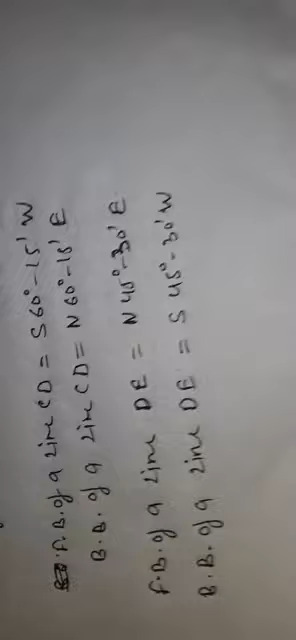 F.B. of a line CD = S 60°-15' W
B.B. of a line CD = N 60°-15' E
F.B. of a line DE = N 45°-30' E
B.B. of a line DE = S 45°-30' W